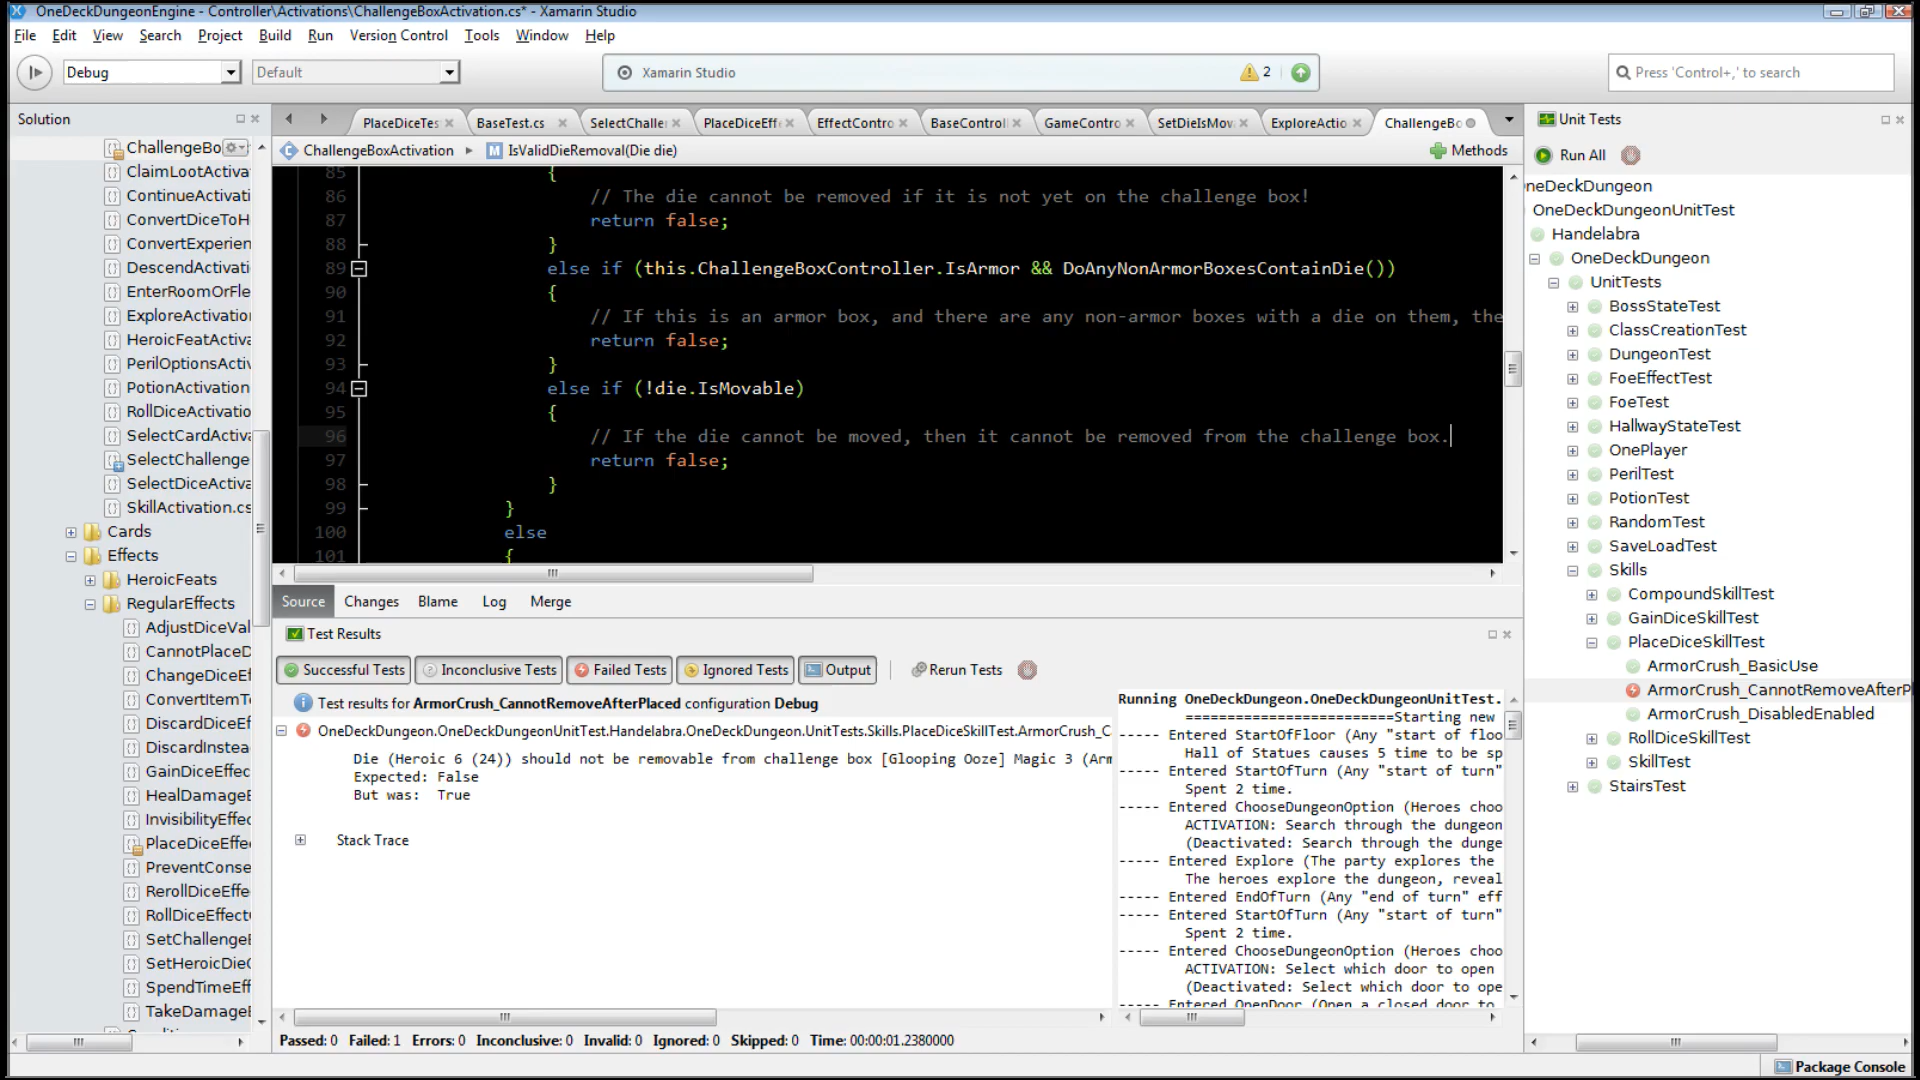 OneDeckDungeonEngine - Controller\Activations\ChallengeBoxActivation.cs* - Xamarin Studio
File Edit View Search Project Build Run Version Control Tools Window Help
Debug Default Xamarin Studio 2 Press 'Control+,' to search
Solution
ChallengeBo
ClaimLootActiva
ContinueActivati
ConvertDiceToH
ConvertExperien
DescendActivati
EnterRoomOrFle
ExploreActivatio
HeroicFeatActiva
PerilOptionsActiv
PotionActivation
RollDiceActivatio
SelectCardActiva
SelectChallenge
SelectDiceActiva
SkillActivation.cs
Cards
Effects
HeroicFeats
RegularEffects
AdjustDiceVal
CannotPlaceD
ChangeDiceEf
ConvertItemT
DiscardDiceEf
DiscardInstea
GainDiceEffec
HealDamageE
InvisibilityEffec
PlaceDiceEffe
PreventConse
RerollDiceEffe
RollDiceEffect
SetChallengeE
SetHeroicDie
SpendTimeEff
TakeDamageE
PlaceDiceTes BaseTest.cs SelectChalle PlaceDiceEff EffectContro BaseControll GameContro SetDieIsMov ExploreActio ChallengeBo
ChallengeBoxActivation IsValidDieRemoval(Die die) Methods
85 {
86 // The die cannot be removed if it is not yet on the challenge box!
87 return false;
88 }
89 else if (this.ChallengeBoxController.IsArmor && DoAnyNonArmorBoxesContainDie())
90 {
91 // If this is an armor box, and there are any non-armor boxes with a die on them, the
92 return false;
93 }
94 else if (!die.IsMovable)
95 {
96 // If the die cannot be moved, then it cannot be removed from the challenge box.
97 return false;
98 }
99 }
100 else
101 {
Source Changes Blame Log Merge
Test Results
Successful Tests Inconclusive Tests Failed Tests Ignored Tests Output Rerun Tests
Test results for ArmorCrush_CannotRemoveAfterPlaced configuration Debug
OneDeckDungeon.OneDeckDungeonUnitTest.Handelabra.OneDeckDungeon.UnitTests.Skills.PlaceDiceSkillTest.ArmorCrush_C
Die (Heroic 6 (24)) should not be removable from challenge box [Glooping Ooze] Magic 3 (Arm
Expected: False
But was: True
Stack Trace
Running OneDeckDungeon.OneDeckDungeonUnitTest.
========================Starting new
----- Entered StartOfFloor (Any "start of floo
Hall of Statues causes 5 time to be sp
----- Entered StartOfTurn (Any "start of turn"
Spent 2 time.
----- Entered ChooseDungeonOption (Heroes choo
ACTIVATION: Search through the dungeon
(Deactivated: Search through the dunge
----- Entered Explore (The party explores the
The heroes explore the dungeon, reveal
----- Entered EndOfTurn (Any "end of turn" eff
----- Entered StartOfTurn (Any "start of turn"
Spent 2 time.
----- Entered ChooseDungeonOption (Heroes choo
ACTIVATION: Select which door to open
(Deactivated: Select which door to ope
----- Entered OpenDoor (Open a closed door to
Passed: 0 Failed: 1 Errors: 0 Inconclusive: 0 Invalid: 0 Ignored: 0 Skipped: 0 Time: 00:00:01.2380000
Unit Tests
Run All
neDeckDungeon
OneDeckDungeonUnitTest
Handelabra
OneDeckDungeon
UnitTests
BossStateTest
ClassCreationTest
DungeonTest
FoeEffectTest
FoeTest
HallwayStateTest
OnePlayer
PerilTest
PotionTest
RandomTest
SaveLoadTest
Skills
CompoundSkillTest
GainDiceSkillTest
PlaceDiceSkillTest
ArmorCrush_BasicUse
ArmorCrush_CannotRemoveAfterP
ArmorCrush_DisabledEnabled
RollDiceSkillTest
SkillTest
StairsTest
Package Console